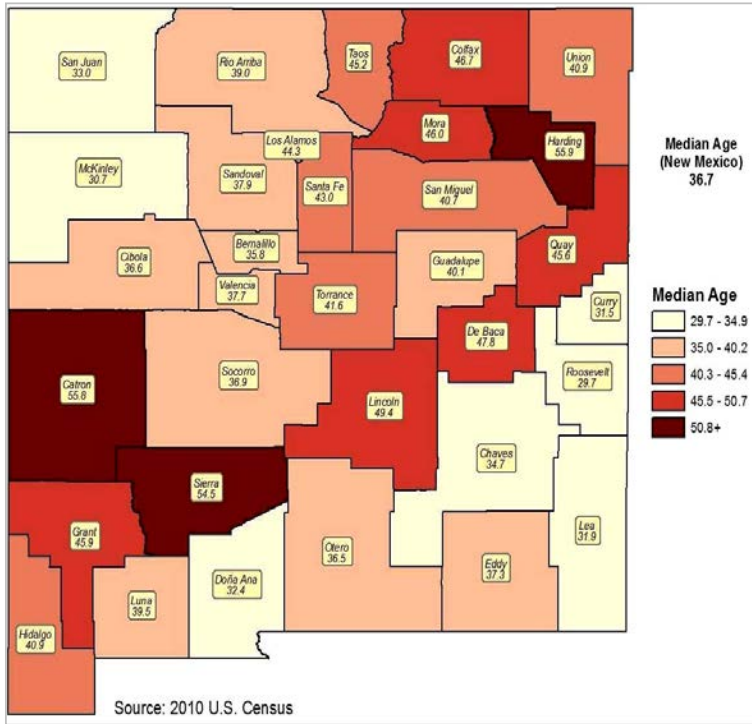 San Juan
33.0
Rio Arriba
39.0
Taos
45.2
Colfax
46.7
Union
40.9
Los Alamos
44.3
Mora
46.0
Harding
55.9
McKinley
30.7
Sandoval
37.9
Santa Fe
43.0
San Miguel
40.7
Cibola
36.6
Bernalillo
35.8
Valencia
37.7
Torrance
41.6
Guadalupe
40.1
Quay
45.6
Curry
31.5
De Baca
47.8
Roosevelt
29.7
Catron
55.8
Socorro
36.9
Lincoln
49.4
Chaves
34.7
Sierra
54.5
Grant
45.9
Luna
39.5
Doña Ana
32.4
Otero
36.5
Eddy
37.3
Lea
31.9
Hidalgo
40.9
Median Age
(New Mexico)
36.7
Median Age
29.7 - 34.9
35.0 - 40.2
40.3 - 45.4
45.5 - 50.7
50.8+
Source: 2010 U.S. Census